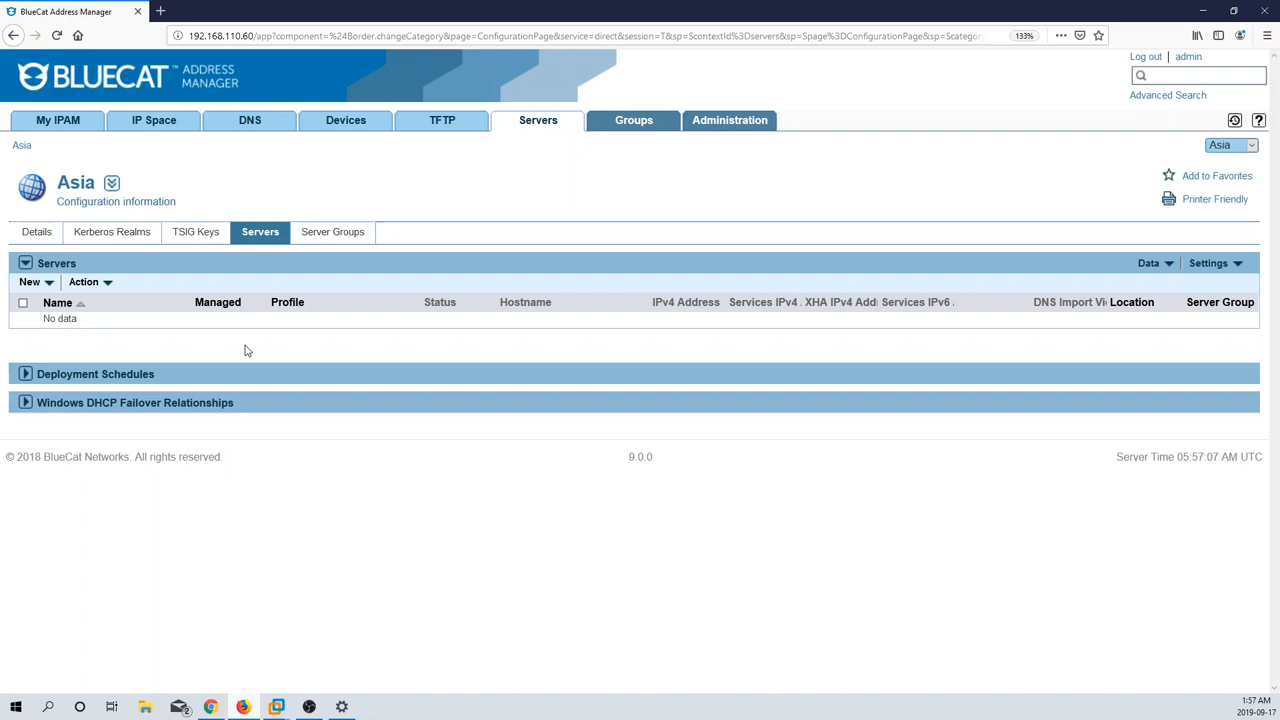 BlueCat Address Manager
192.168.110.60/app?component=%24Border.changeCategory&page=ConfigurationPage&service=direct&session=T&sp=ScontextId%3Dservers&sp=Spage%3DConfigurationPage&sp=Scategory
133%
Log out | admin
BLUECAT™ ADDRESS MANAGER
Advanced Search
My IPAM IP Space DNS Devices TFTP Servers Groups Administration
Asia
Asia
Asia
Add to Favorites
Configuration information
Printer Friendly
Details Kerberos Realms TSIG Keys Servers Server Groups
Servers Data Settings
New Action
Name Managed Profile Status Hostname IPv4 Address Services IPv4 XHA IPv4 Add Services IPv6 DNS Import Vi Location Server Group
No data
Deployment Schedules
Windows DHCP Failover Relationships
© 2018 BlueCat Networks. All rights reserved. 9.0.0 Server Time 05:57:07 AM UTC
2
1:57 AM
2019-09-17